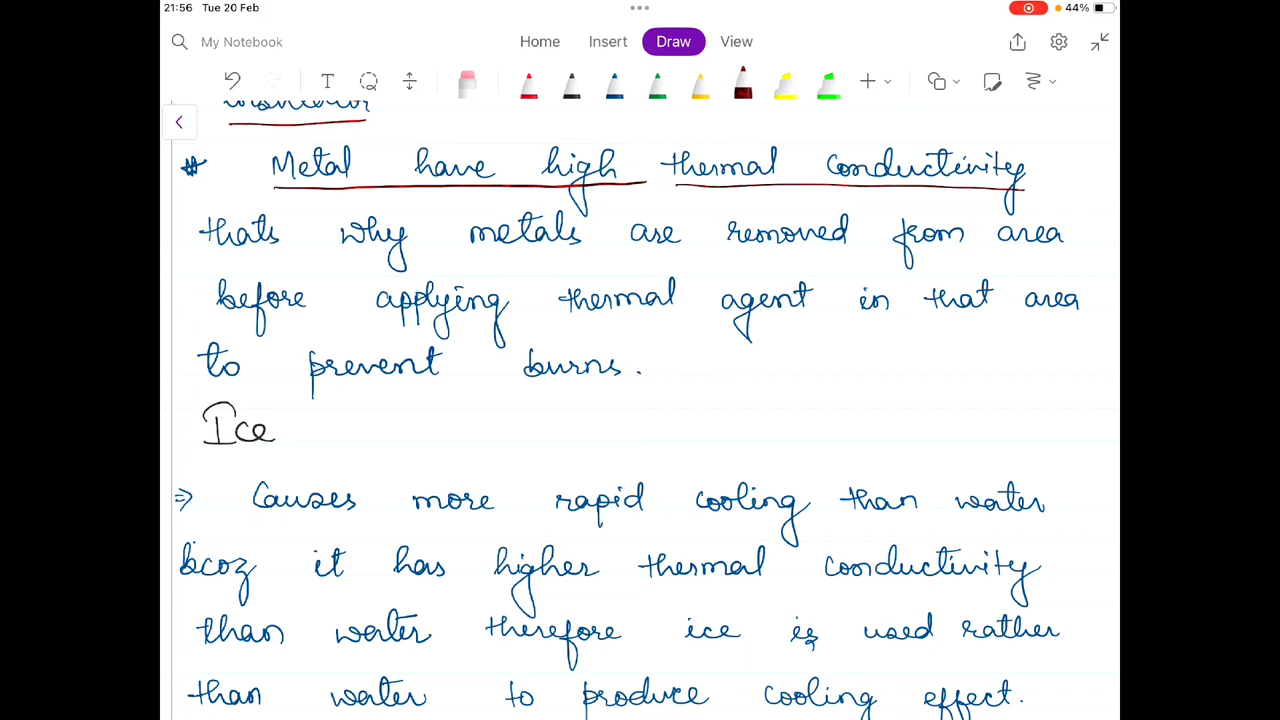 21:56 Tue 20 Feb
44%
My Notebook
Home Insert Draw View
* Metal have high thermal conductivity
thats why metals are removed from area
before applying thermal agent in that area
to prevent burns.
Ice
⇒ Causes more rapid cooling than water
bcoz it has higher thermal conductivity
than water therefore ice is used rather
than water to produce cooling effect.